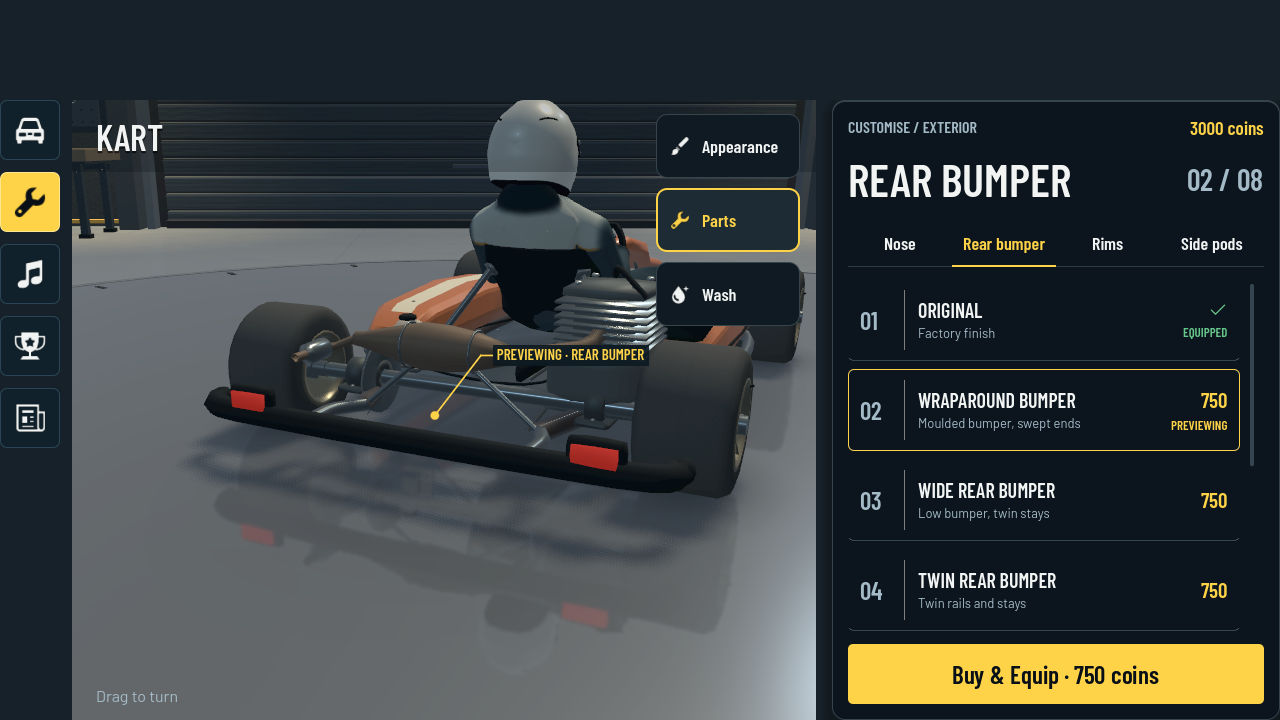 KART
Appearance
Parts
Wash
PREVIEWING · REAR BUMPER
Drag to turn
CUSTOMISE / EXTERIOR
3000 coins
REAR BUMPER
02 / 08
Nose
Rear bumper
Rims
Side pods
01
ORIGINAL
Factory finish
EQUIPPED
02
WRAPAROUND BUMPER
Moulded bumper, swept ends
750
PREVIEWING
03
WIDE REAR BUMPER
Low bumper, twin stays
750
04
TWIN REAR BUMPER
Twin rails and stays
750
Buy & Equip · 750 coins